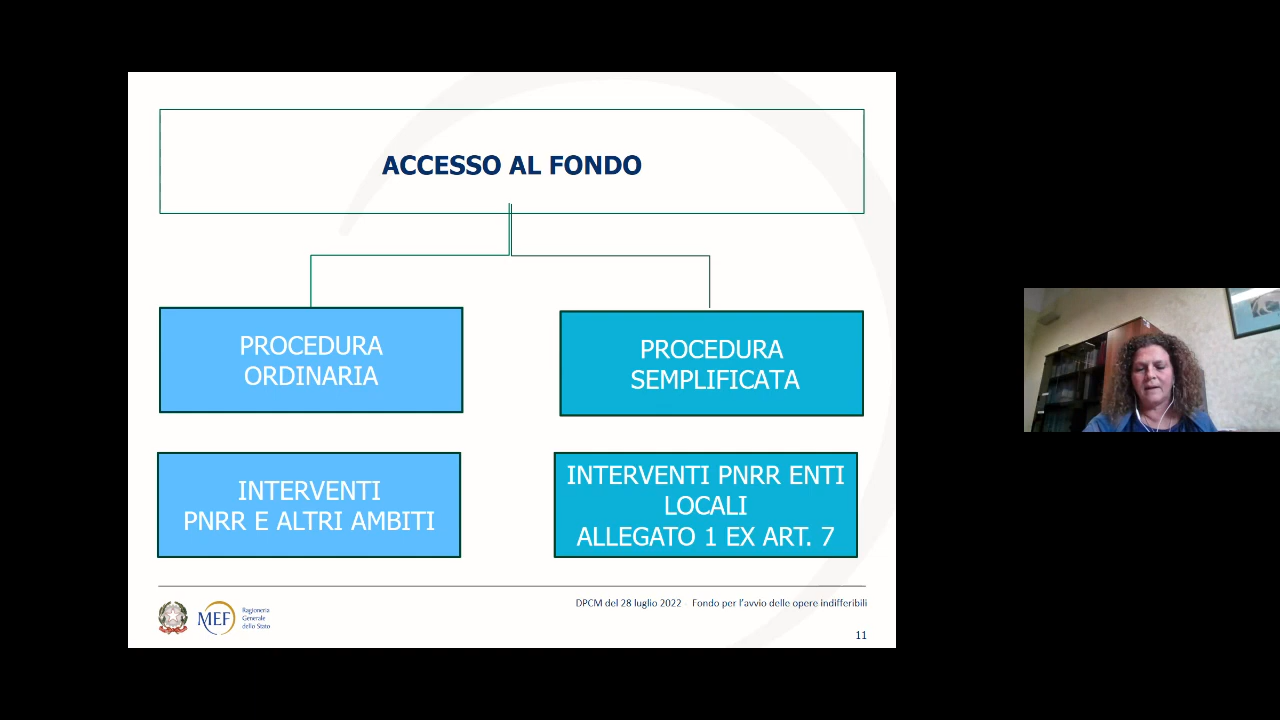 ACCESSO AL FONDO
PROCEDURA
ORDINARIA
PROCEDURA
SEMPLIFICATA
INTERVENTI
PNRR E ALTRI AMBITI
INTERVENTI PNRR ENTI
LOCALI
ALLEGATO 1 EX ART. 7
MEF
Ragioneria
Generale
dello Stato
DPCM del 28 luglio 2022 - Fondo per l'avvio delle opere indifferibili
11